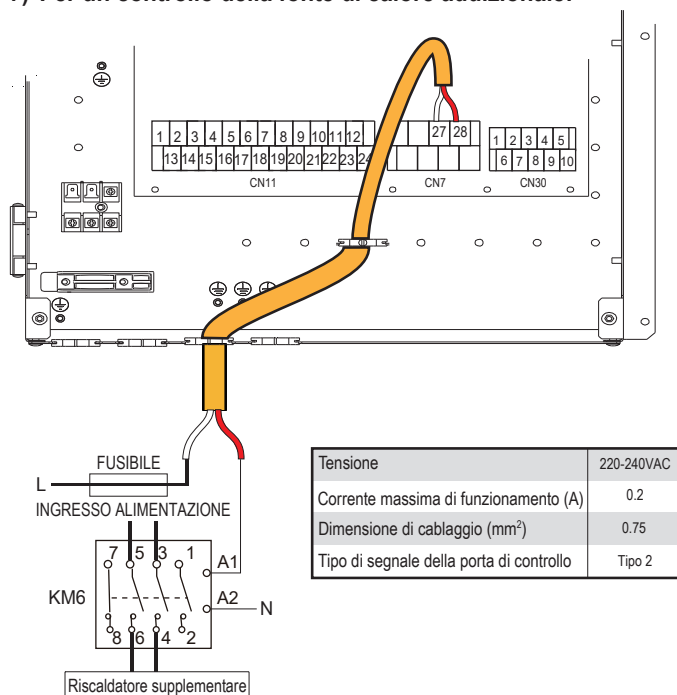 Per un controllo della fonte di calore addizionale:
27 28
1 2 3 4 5 6 7 8 9 10 11 12
13 14 15 16 17 18 19 20 21 22 23 24
1 2 3 4 5
6 7 8 9 10
CN11 CN7 CN30
FUSIBILE
L
INGRESSO ALIMENTAZIONE
7 5 3 1
A1
KM6
A2
N
8 6 4 2
Riscaldatore supplementare
Tensione 220-240VAC
Corrente massima di funzionamento (A) 0.2
Dimensione di cablaggio (mm²) 0.75
Tipo di segnale della porta di controllo Tipo 2